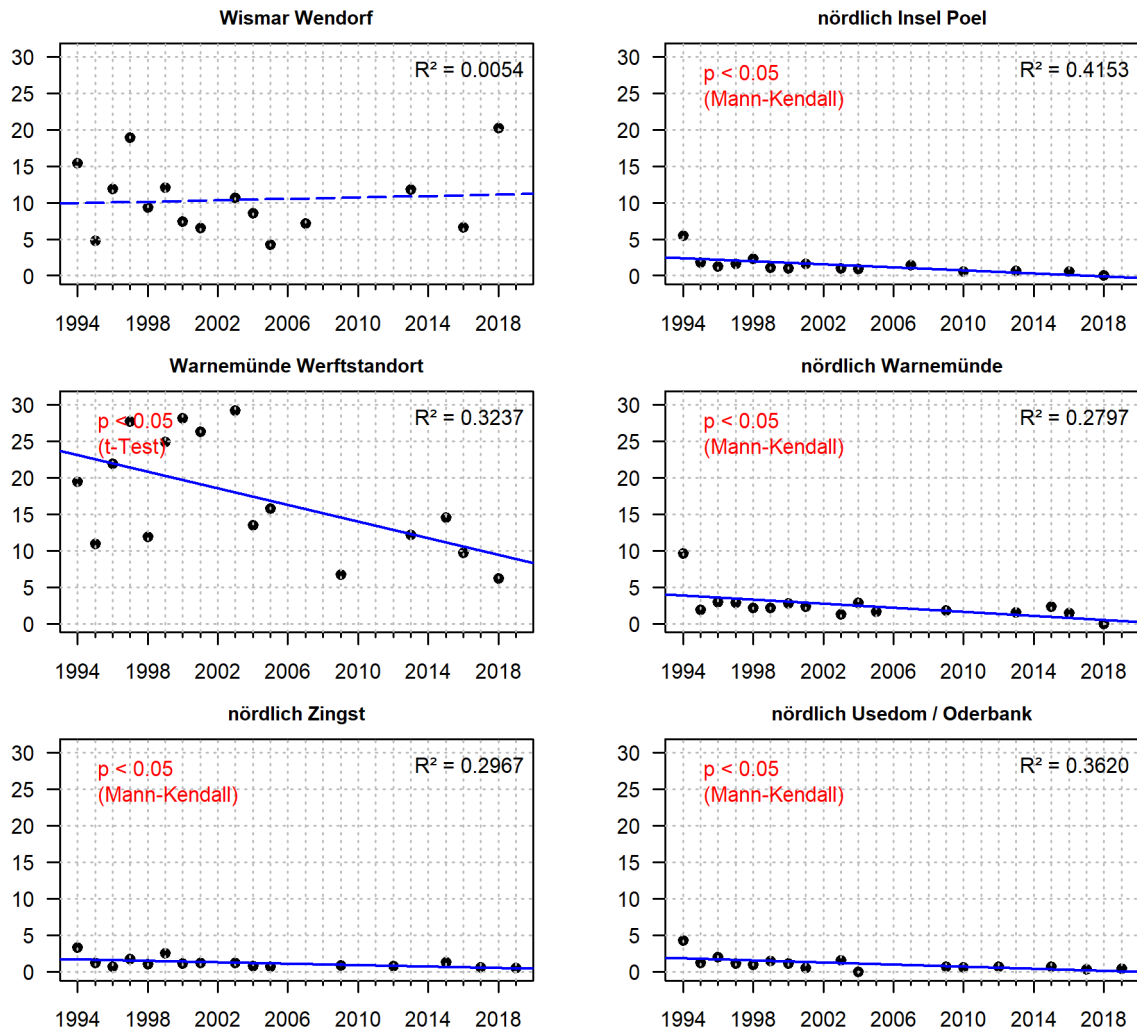 Wismar Wendorf
R² = 0.0054
30
25
20
15
10
5
0
1994 1998 2002 2006 2010 2014 2018
nördlich Insel Poel
p < 0.05
(Mann-Kendall)
R² = 0.4153
30
25
20
15
10
5
0
1994 1998 2002 2006 2010 2014 2018
Warnemünde Werftstandort
p < 0.05
(t-Test)
R² = 0.3237
30
25
20
15
10
5
0
1994 1998 2002 2006 2010 2014 2018
nördlich Warnemünde
p < 0.05
(Mann-Kendall)
R² = 0.2797
30
25
20
15
10
5
0
1994 1998 2002 2006 2010 2014 2018
nördlich Zingst
p < 0.05
(Mann-Kendall)
R² = 0.2967
30
25
20
15
10
5
0
1994 1998 2002 2006 2010 2014 2018
nördlich Usedom / Oderbank
p < 0.05
(Mann-Kendall)
R² = 0.3620
30
25
20
15
10
5
0
1994 1998 2002 2006 2010 2014 2018